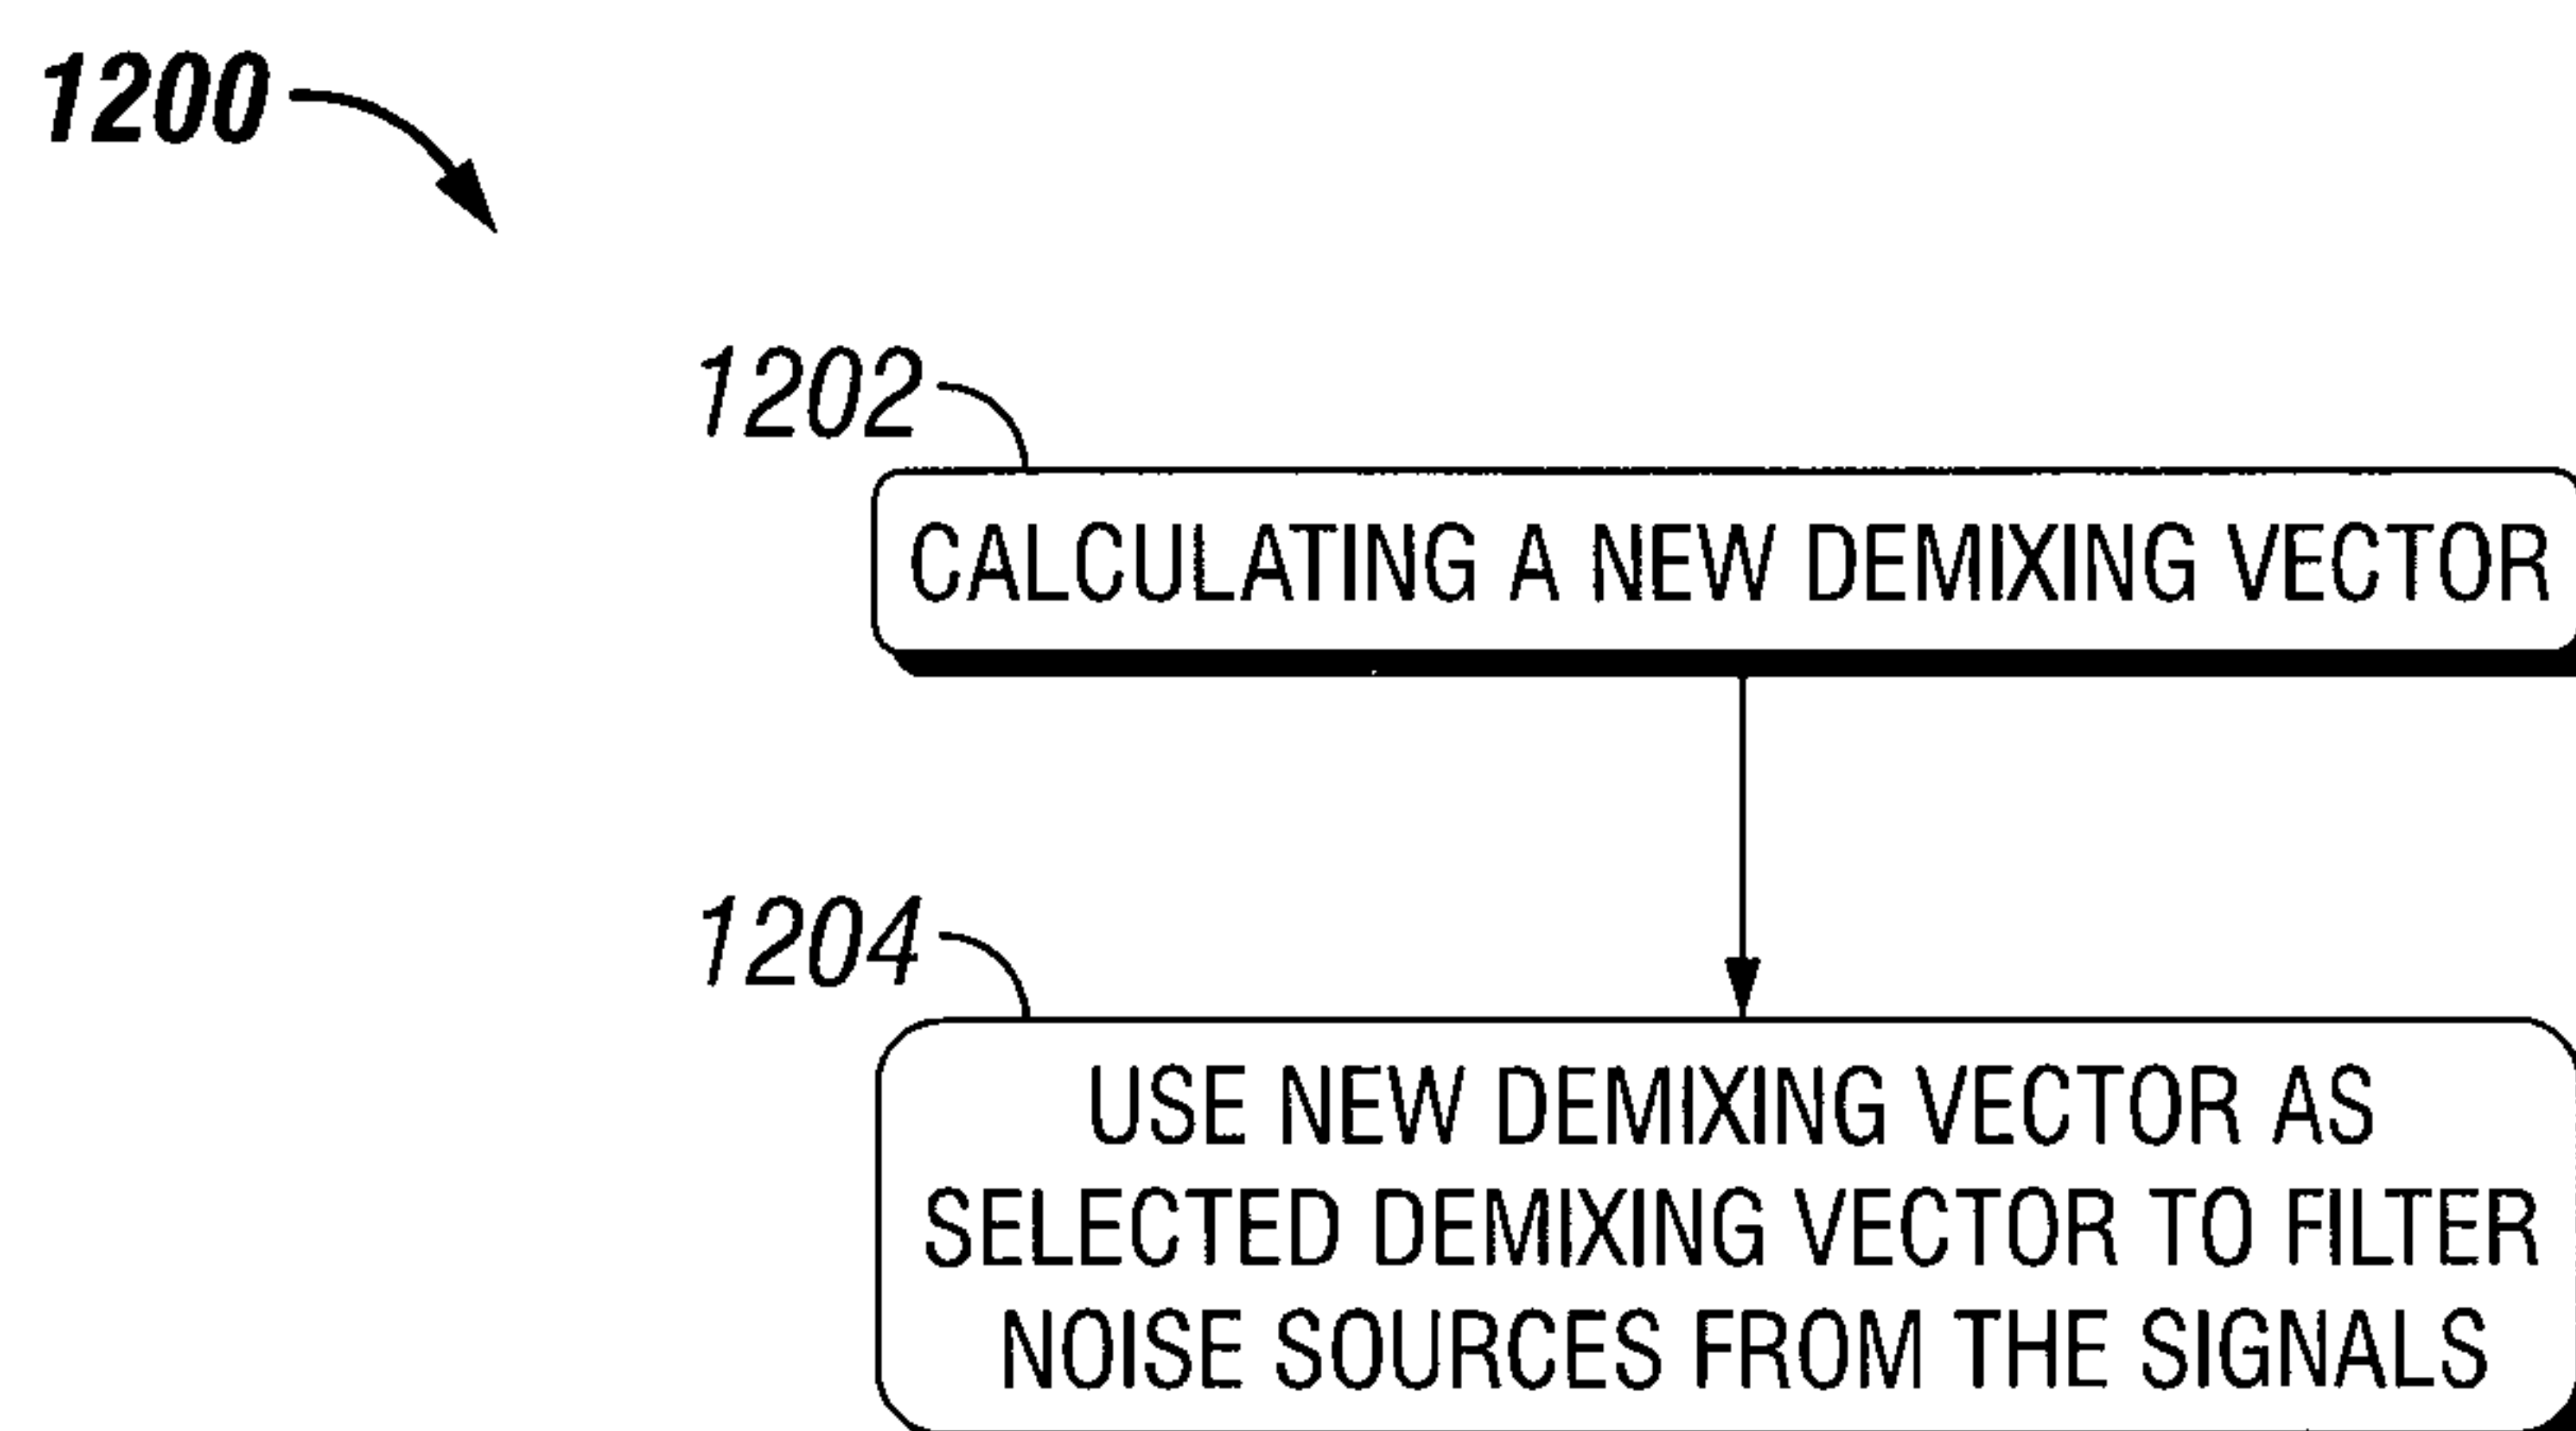 1200
1202
CALCULATING A NEW DEMIXING VECTOR
1204
USE NEW DEMIXING VECTOR AS
SELECTED DEMIXING VECTOR TO FILTER
NOISE SOURCES FROM THE SIGNALS